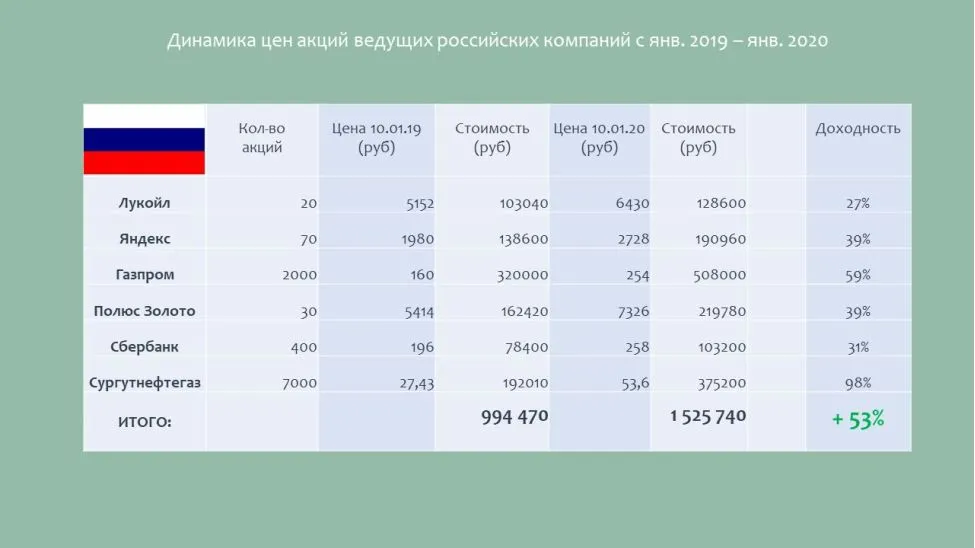 Динамика цен акций ведущих российских компаний с янв. 2019 – янв. 2020
Кол-во акций Цена 10.01.19 (руб) Стоимость (руб) Цена 10.01.20 (руб) Стоимость (руб) Доходность
Лукойл 20 5152 103040 6430 128600 27%
Яндекс 70 1980 138600 2728 190960 39%
Газпром 2000 160 320000 254 508000 59%
Полюс Золото 30 5414 162420 7326 219780 39%
Сбербанк 400 196 78400 258 103200 31%
Сургутнефтегаз 7000 27,43 192010 53,6 375200 98%
ИТОГО: 994 470 1 525 740 + 53%